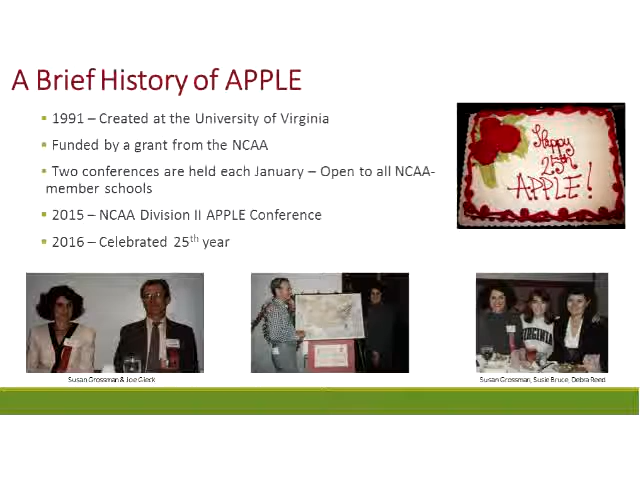 A Brief History of APPLE
1991 – Created at the University of Virginia
Funded by a grant from the NCAA
Two conferences are held each January – Open to all NCAA-
member schools
2015 – NCAA Division II APPLE Conference
2016 – Celebrated 25th year
Happy
25th
APPLE!
VIRGINIA
Susan Grossman & Joe Gieck
Susan Grossman, Susie Bruce, Debra Reed